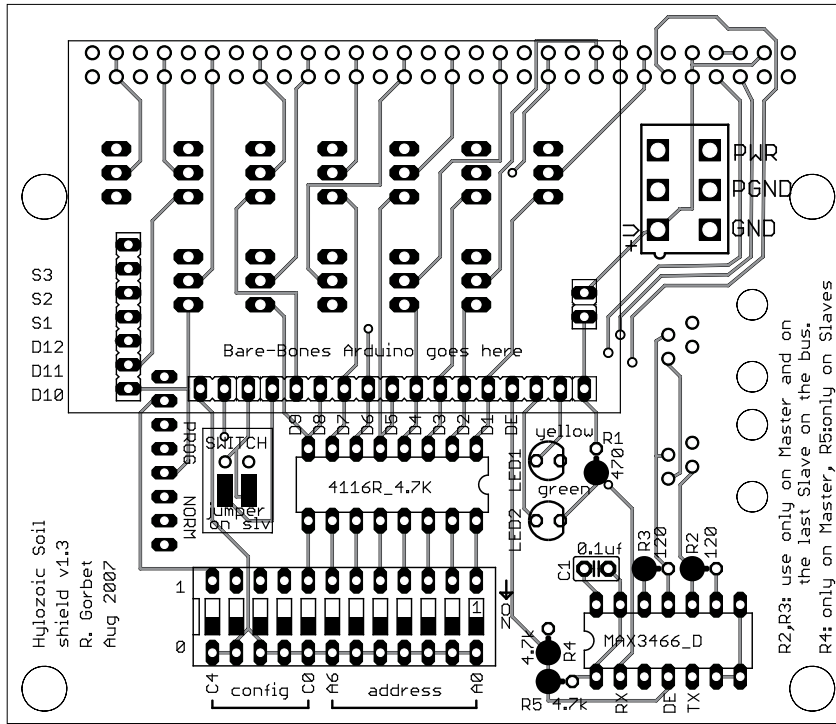 PWR
PGND
GND
+V
S3
S2
S1
D12
D11
D10
Bare-Bones Arduino goes here
D9
D8
D7
D6
D5
D4
D3
D2
D1
DE
PROG
NORM
SWITCH
jumper
on slv
4116R_4.7K
yellow
LED1
green
LED2
R1
470
0.1uf
C1
R3
120
R2
120
MAX3466_D
RX
DE
TX
4.7k
R4
R5 4.7k
1
0
1
ON
C4
C0
A6
A0
config
address
Hylozoic Soil
shield v1.3
R. Gorbet
Aug 2007
R2,R3: use only on Master and on
the last Slave on the bus.
R4: only on Master, R5:only on Slaves